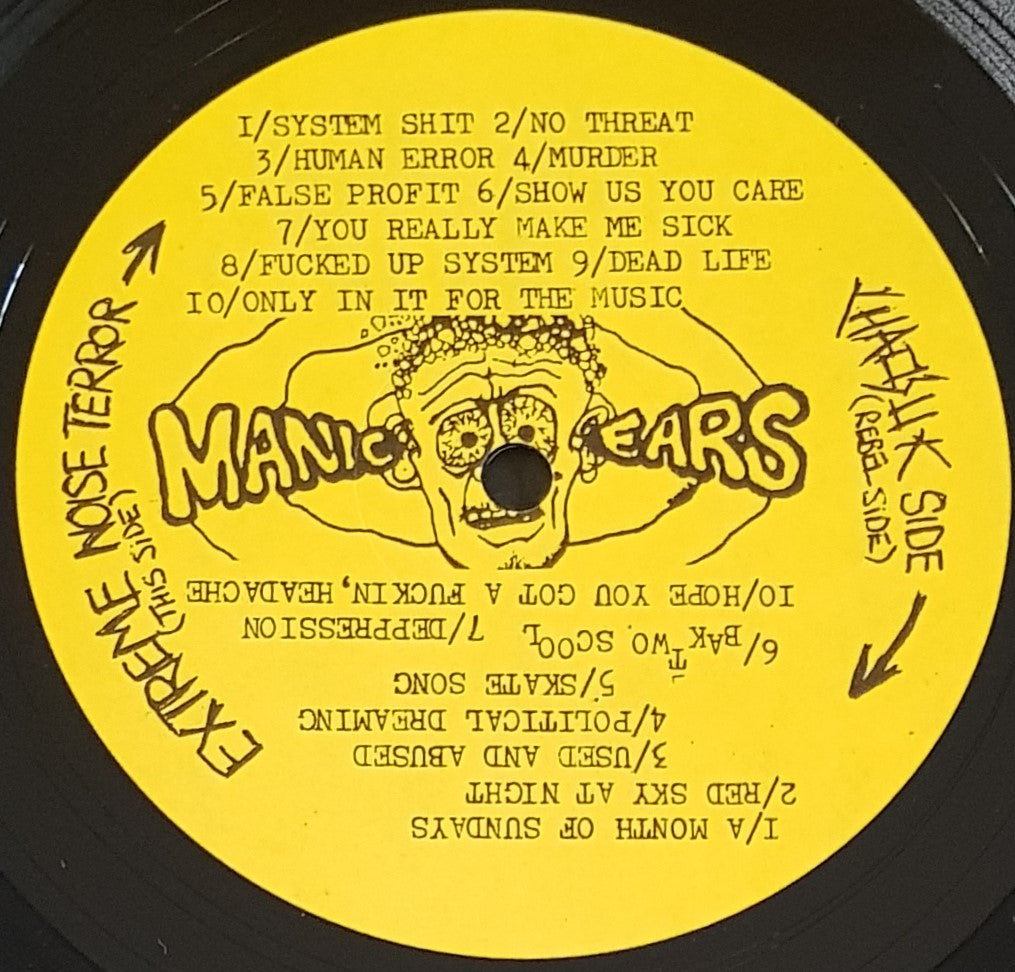 1/SYSTEM SHIT 2/NO THREAT
3/HUMAN ERROR 4/MURDER
5/FALSE PROFIT 6/SHOW US YOU CARE
7/YOU REALLY MAKE ME SICK
8/FUCKED UP SYSTEM 9/DEAD LIFE
10/ONLY IN IT FOR THE MUSIC
EXTREME NOISE TERROR
(THIS SIDE)
MANIC EARS
CHAOS UK SIDE
(REBEL SIDE)
1/A MONTH OF SUNDAYS
2/RED SKY AT NIGHT
3/USED AND ABUSED
4/POLITICAL DREAMING
5/SKATE SONG
6/BAK TWO SCOOL 7/DEPPRESSION
10/HOPE YOU GOT A FUCKIN, HEADACHE